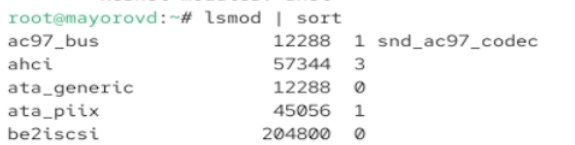 root@mayorovd:~# lsmod | sort
ac97_bus 12288 1 snd_ac97_codec
ahci 57344 3
ata_generic 12288 0
ata_piix 45056 1
be2iscsi 204800 0